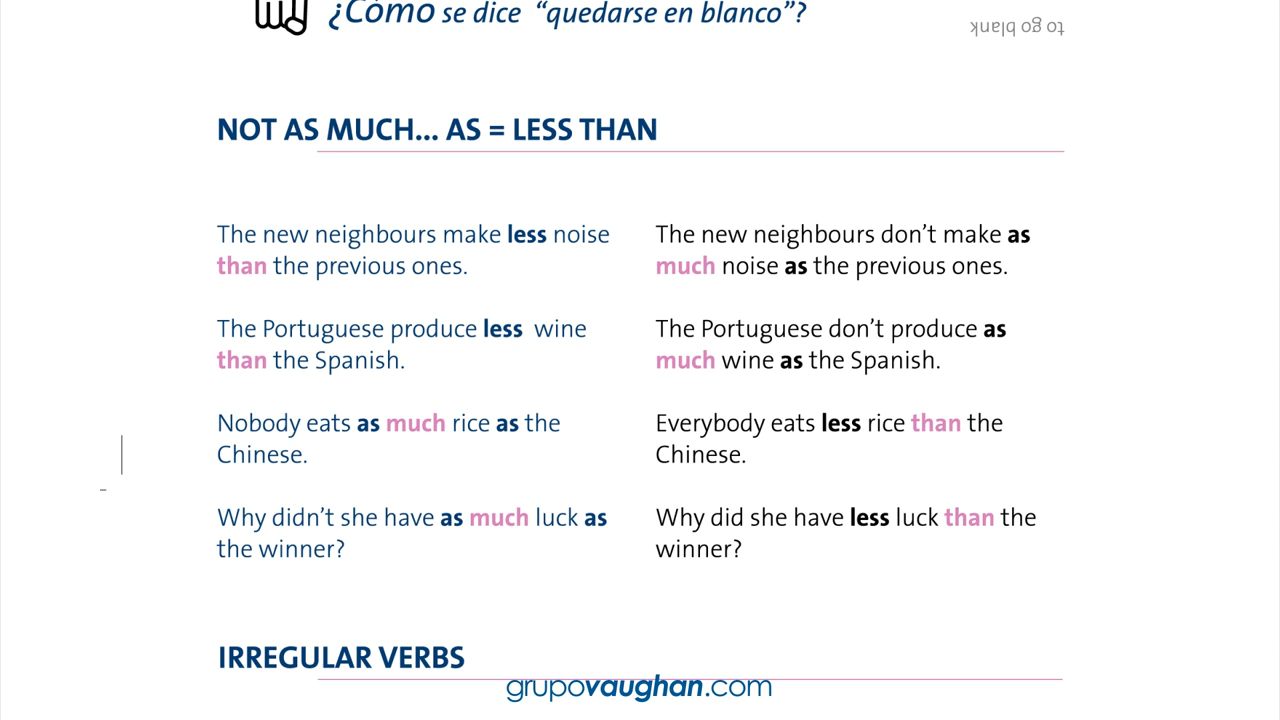 ¿Cómo se dice “quedarse en blanco”?
to go blank
NOT AS MUCH... AS = LESS THAN
The new neighbours make less noise
than the previous ones.
The new neighbours don’t make as
much noise as the previous ones.
The Portuguese produce less wine
than the Spanish.
The Portuguese don’t produce as
much wine as the Spanish.
Nobody eats as much rice as the
Chinese.
Everybody eats less rice than the
Chinese.
Why didn’t she have as much luck as
the winner?
Why did she have less luck than the
winner?
IRREGULAR VERBS
grupovaughan.com